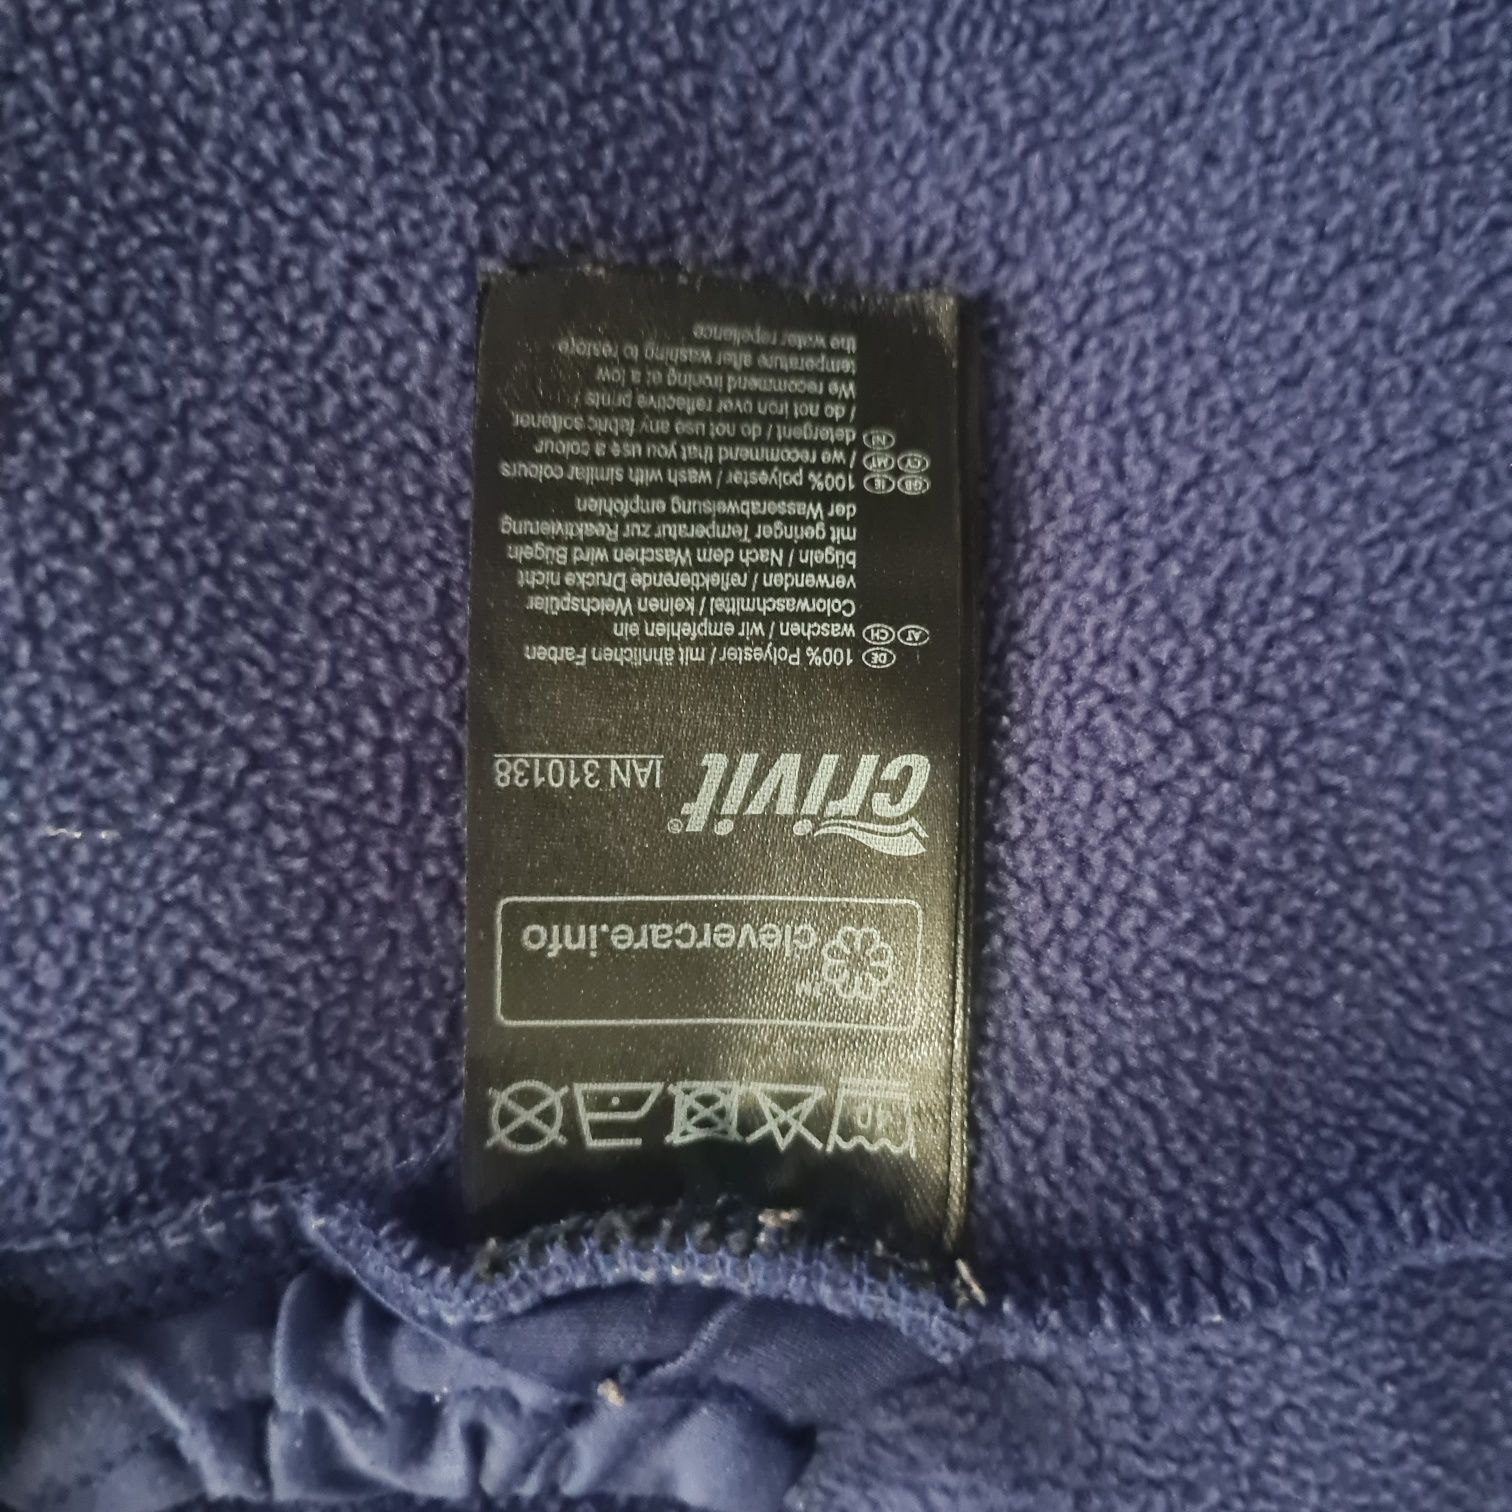 40
clevercare.info
TM
crivit®
IAN 310138
DE 100% Polyester / mit ähnlichen Farben
AT CH waschen / wir empfehlen ein
Colorwaschmittel / keinen Weichspüler
verwenden / reflektierende Drucke nicht
bügeln / Nach dem Waschen wird Bügeln
mit geringer Temperatur zur Reaktivierung
der Wasserabweisung empfohlen
GB IE 100% polyester / wash with similar colours
CY MT / we recommend that you use a colour
NI detergent / do not use any fabric softener
/ do not iron over reflective prints /
We recommend ironing at a low
temperature after washing to restore
the water repellence